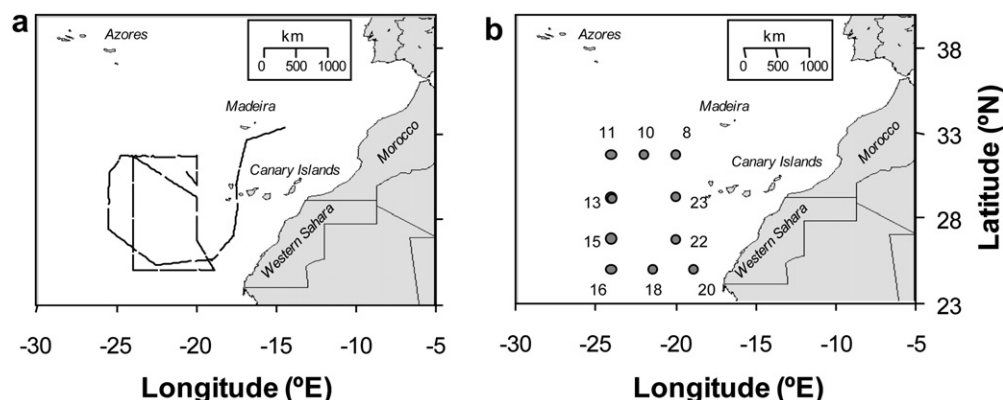 a
Azores
km
0 500 1000
Madeira
Canary Islands
Morocco
Western Sahara
-30 -25 -20 -15 -10 -5
Longitude (ºE)
b
Azores
km
0 500 1000
Madeira
11 10 8
Canary Islands
Morocco
13 23
Western Sahara
15 22
16 18 20
38
33
28
23
Latitude (ºN)
-30 -25 -20 -15 -10 -5
Longitude (ºE)